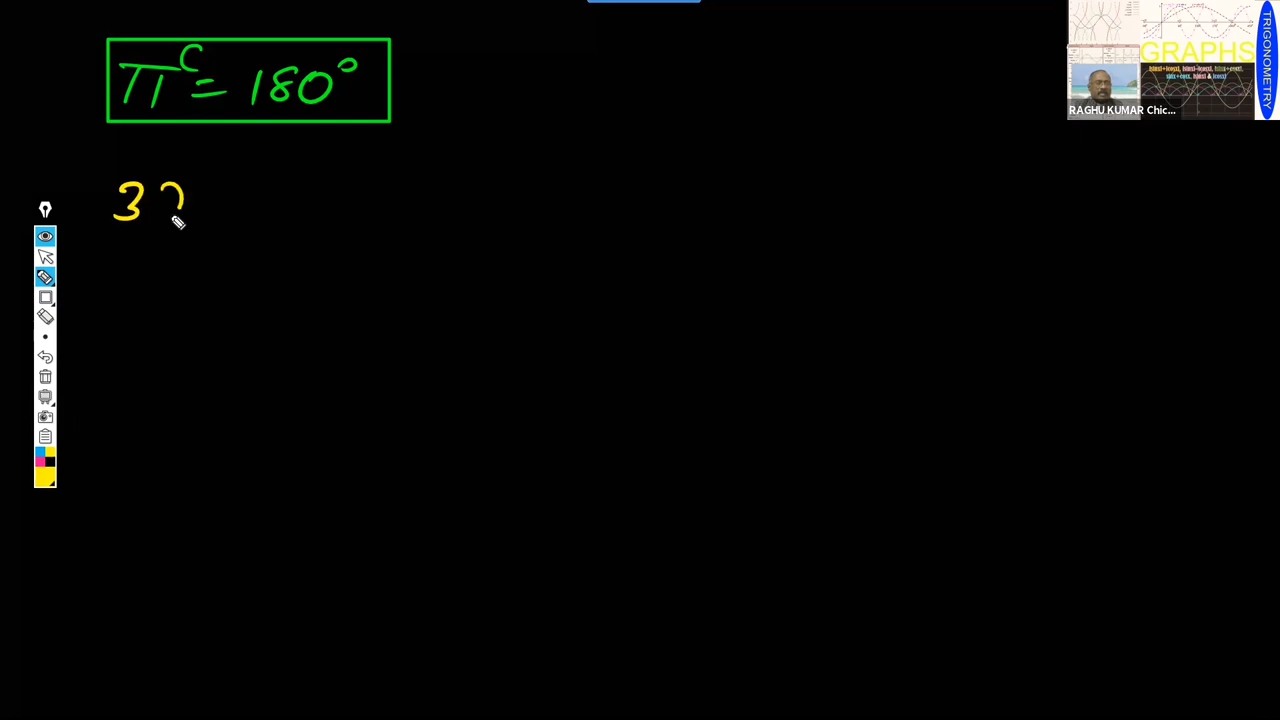 π^c = 180°
3
GRAPHS
TRIGONOMETRY
RAGHU KUMAR Chic...